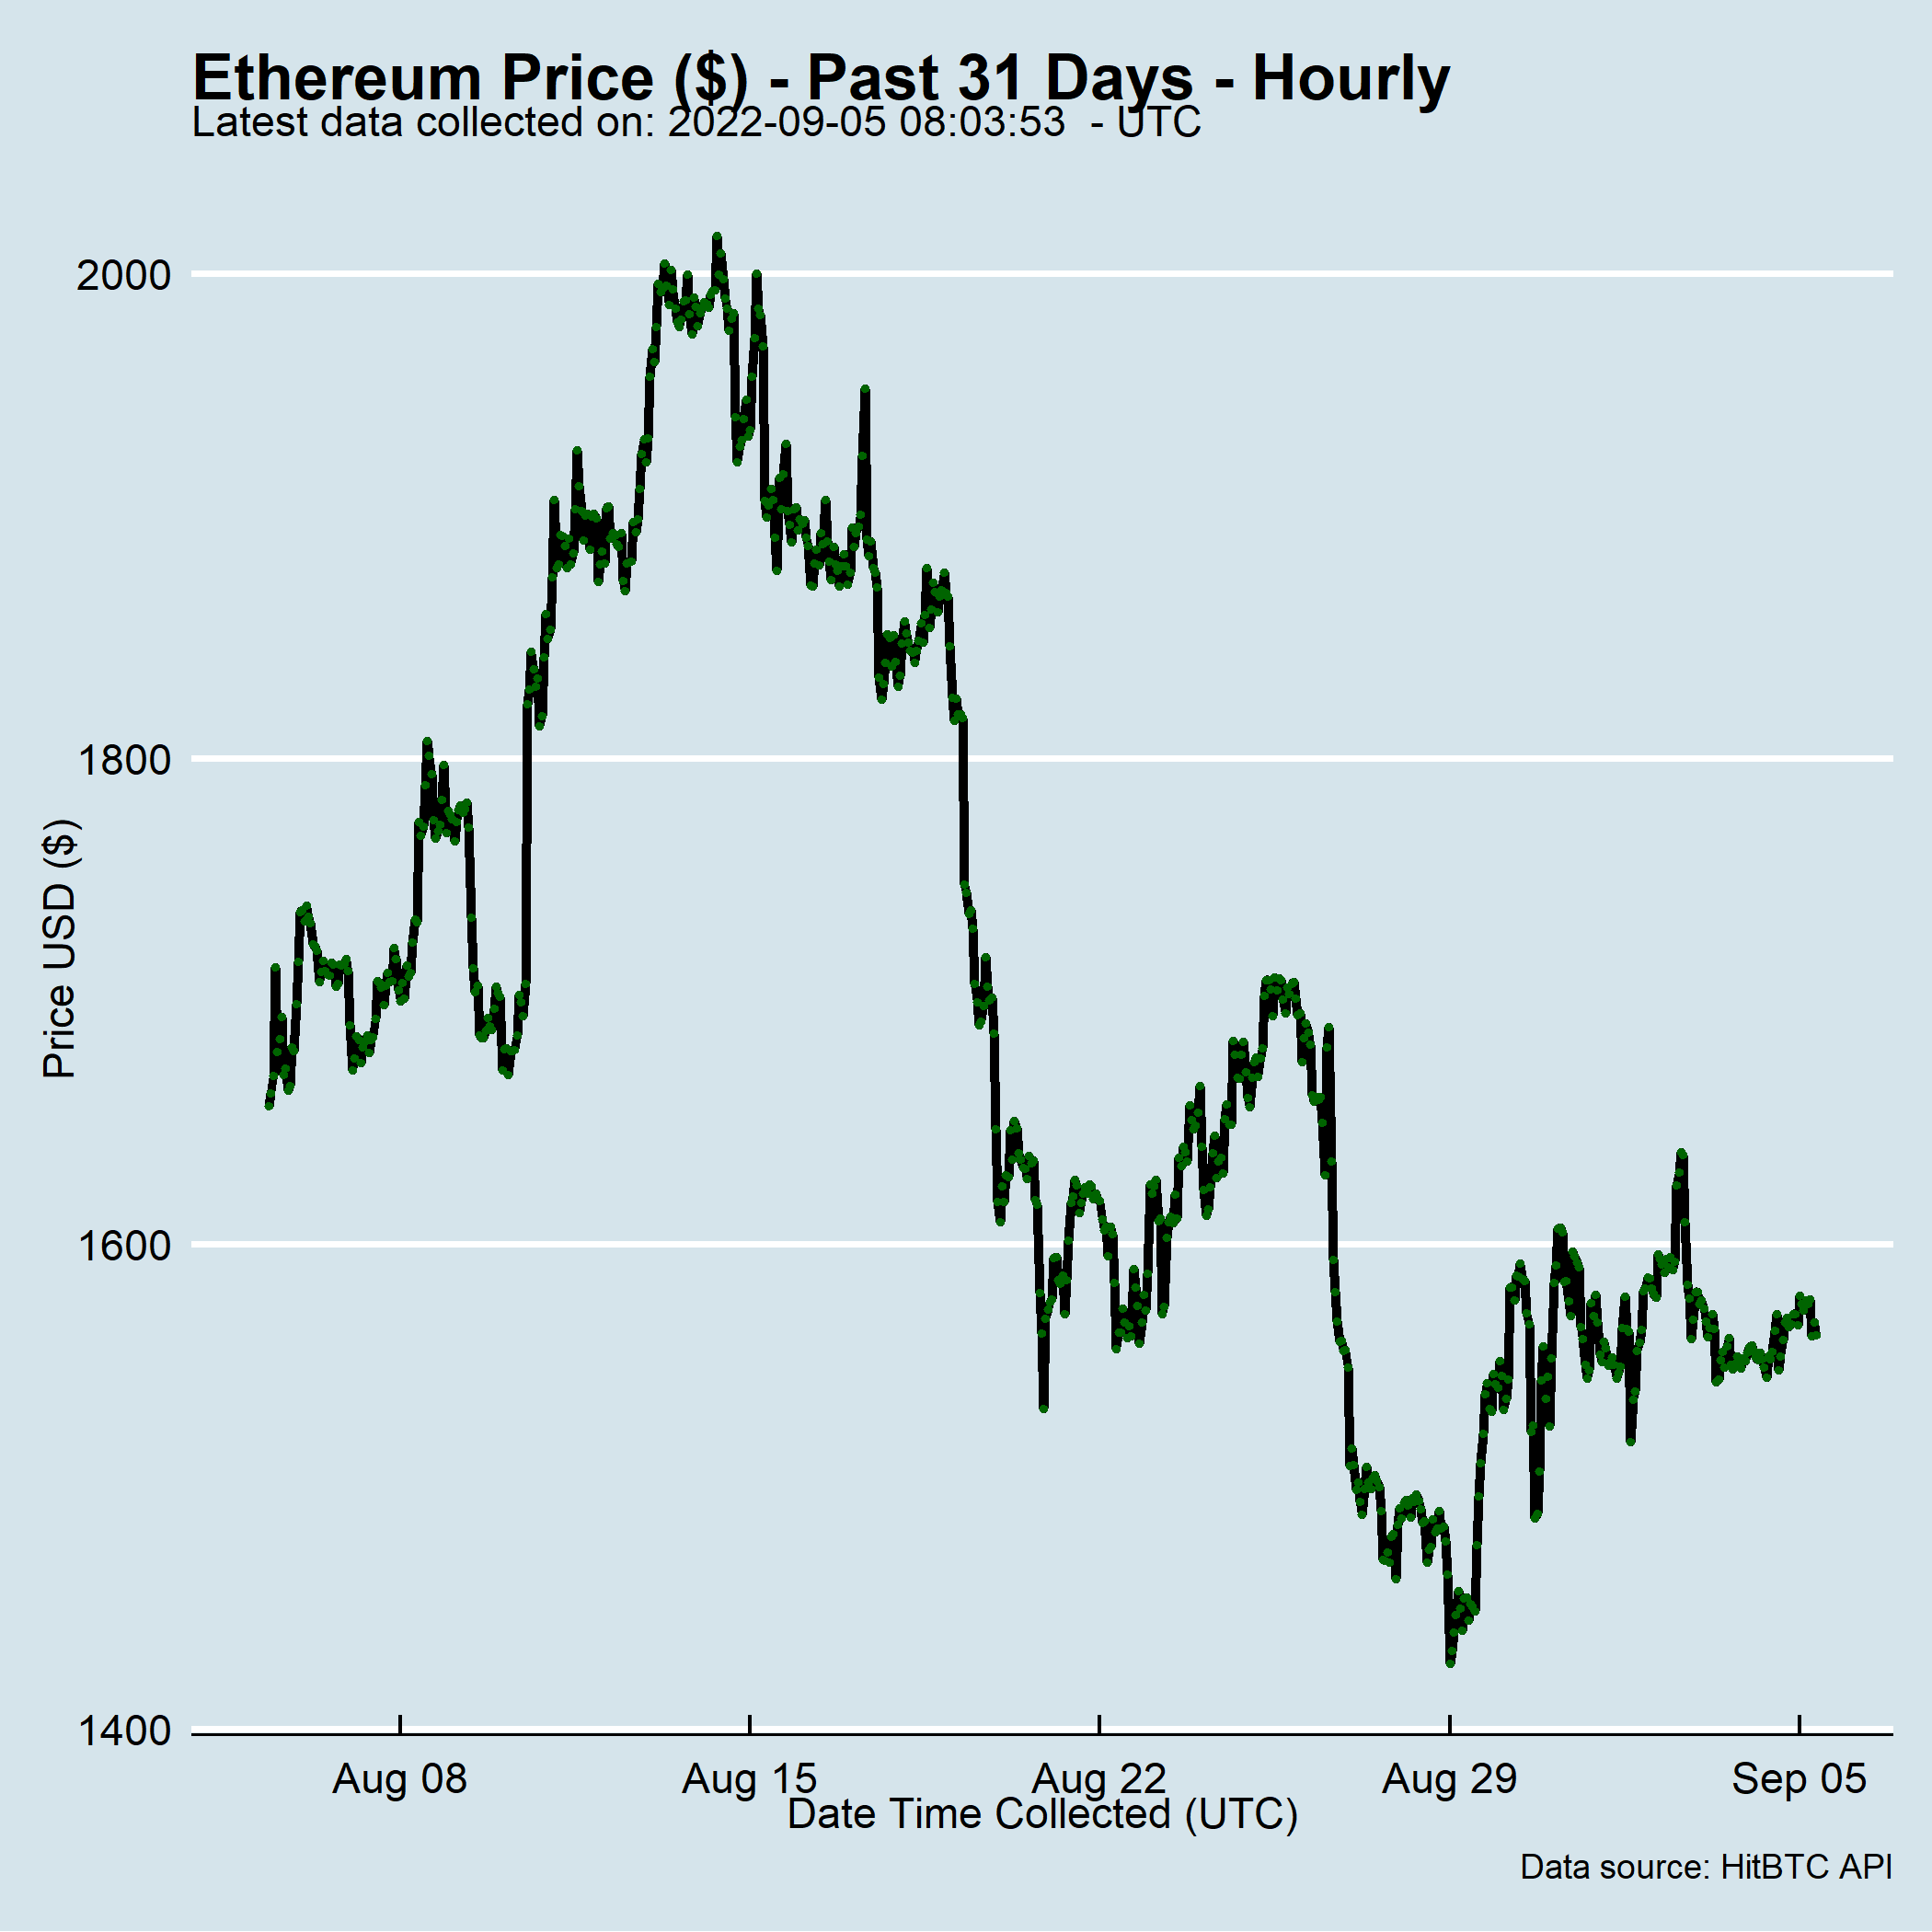 Ethereum Price ($) - Past 31 Days - Hourly
Latest data collected on: 2022-09-05 08:03:53  - UTC
2000
1800
1600
1400
Price USD ($)
Aug 08
Aug 15
Aug 22
Aug 29
Sep 05
Date Time Collected (UTC)
Data source: HitBTC API